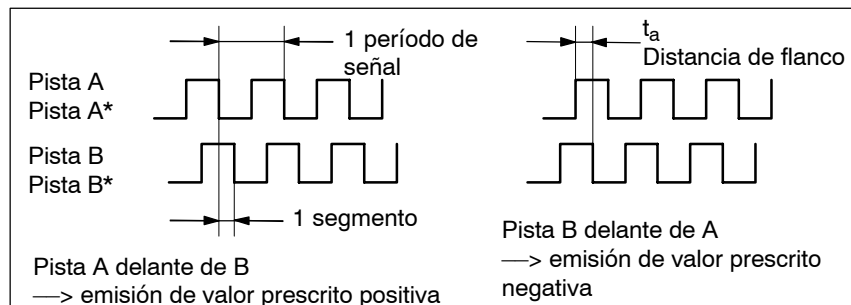 1 período de
señal
Pista A
Pista A*
Pista B
Pista B*
1 segmento
Pista A delante de B
—> emisión de valor prescrito positiva
ta
Distancia de flanco
Pista B delante de A
—> emisión de valor prescrito
negativa